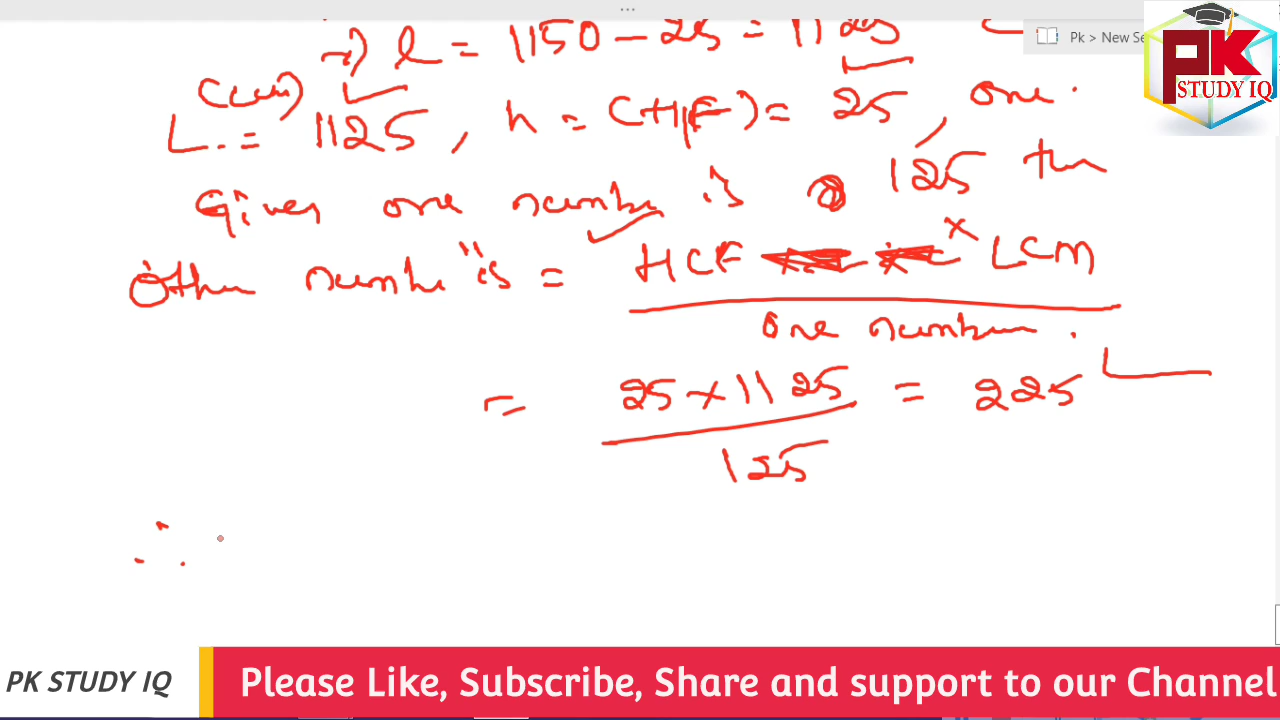 ⇒) l = 1150 - 25 = 1125
Pk > New Se
PK
STUDY IQ
(LCM)
L. = 1125, h = (HCF) = 25, one.
Given one number is 125 then
Other number "is = HCF × LCM
one number.
= 25 × 1125 = 225
125
∴
PK STUDY IQ
Please Like, Subscribe, Share and support to our Channel